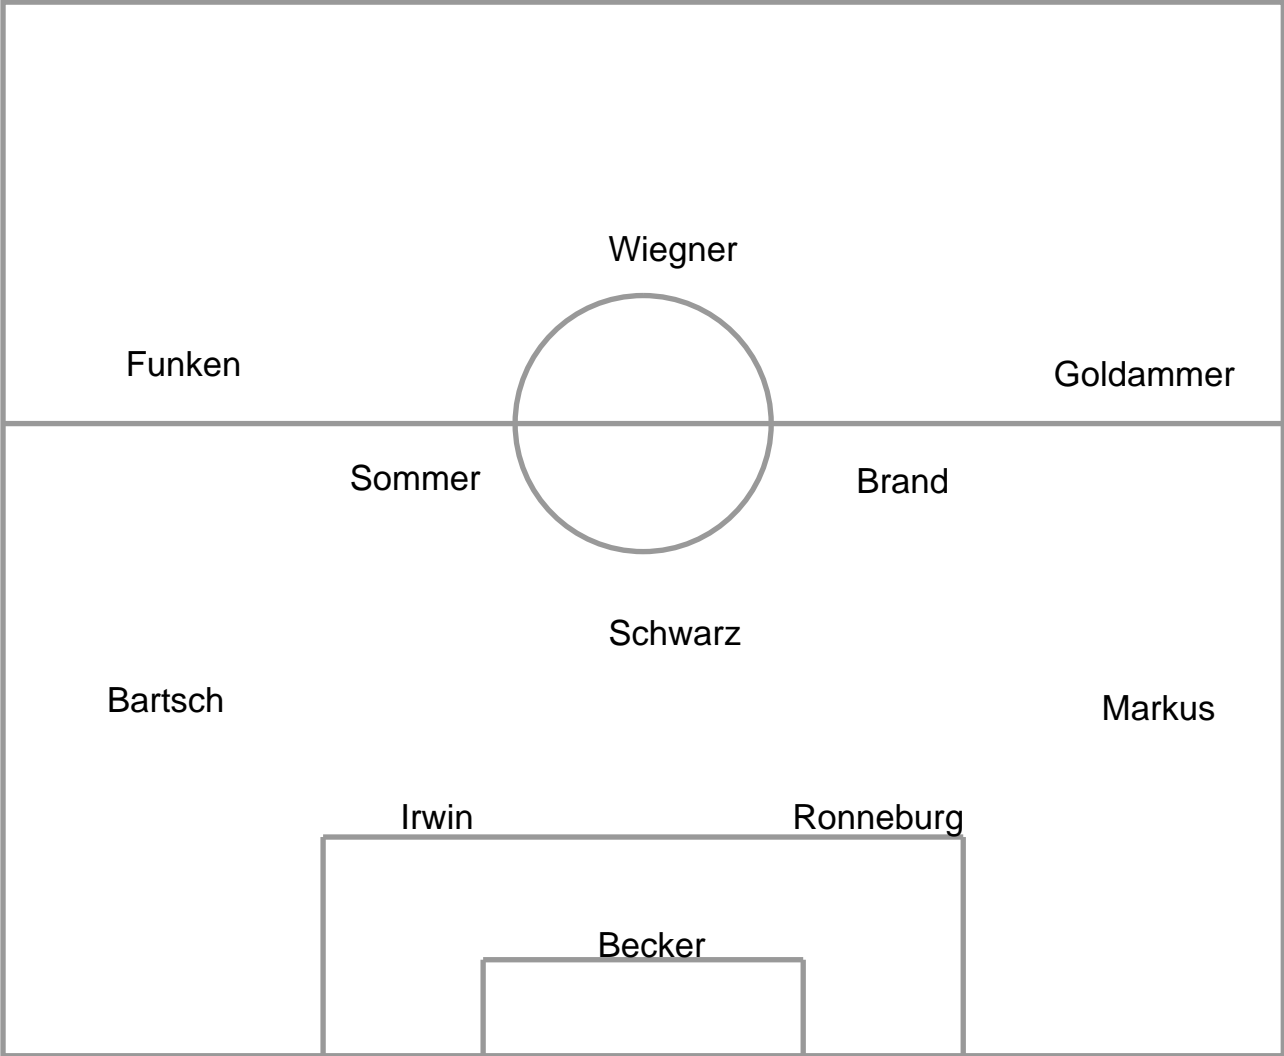 Wiegner
Funken
Goldammer
Sommer
Brand
Schwarz
Bartsch
Markus
Irwin
Ronneburg
Becker